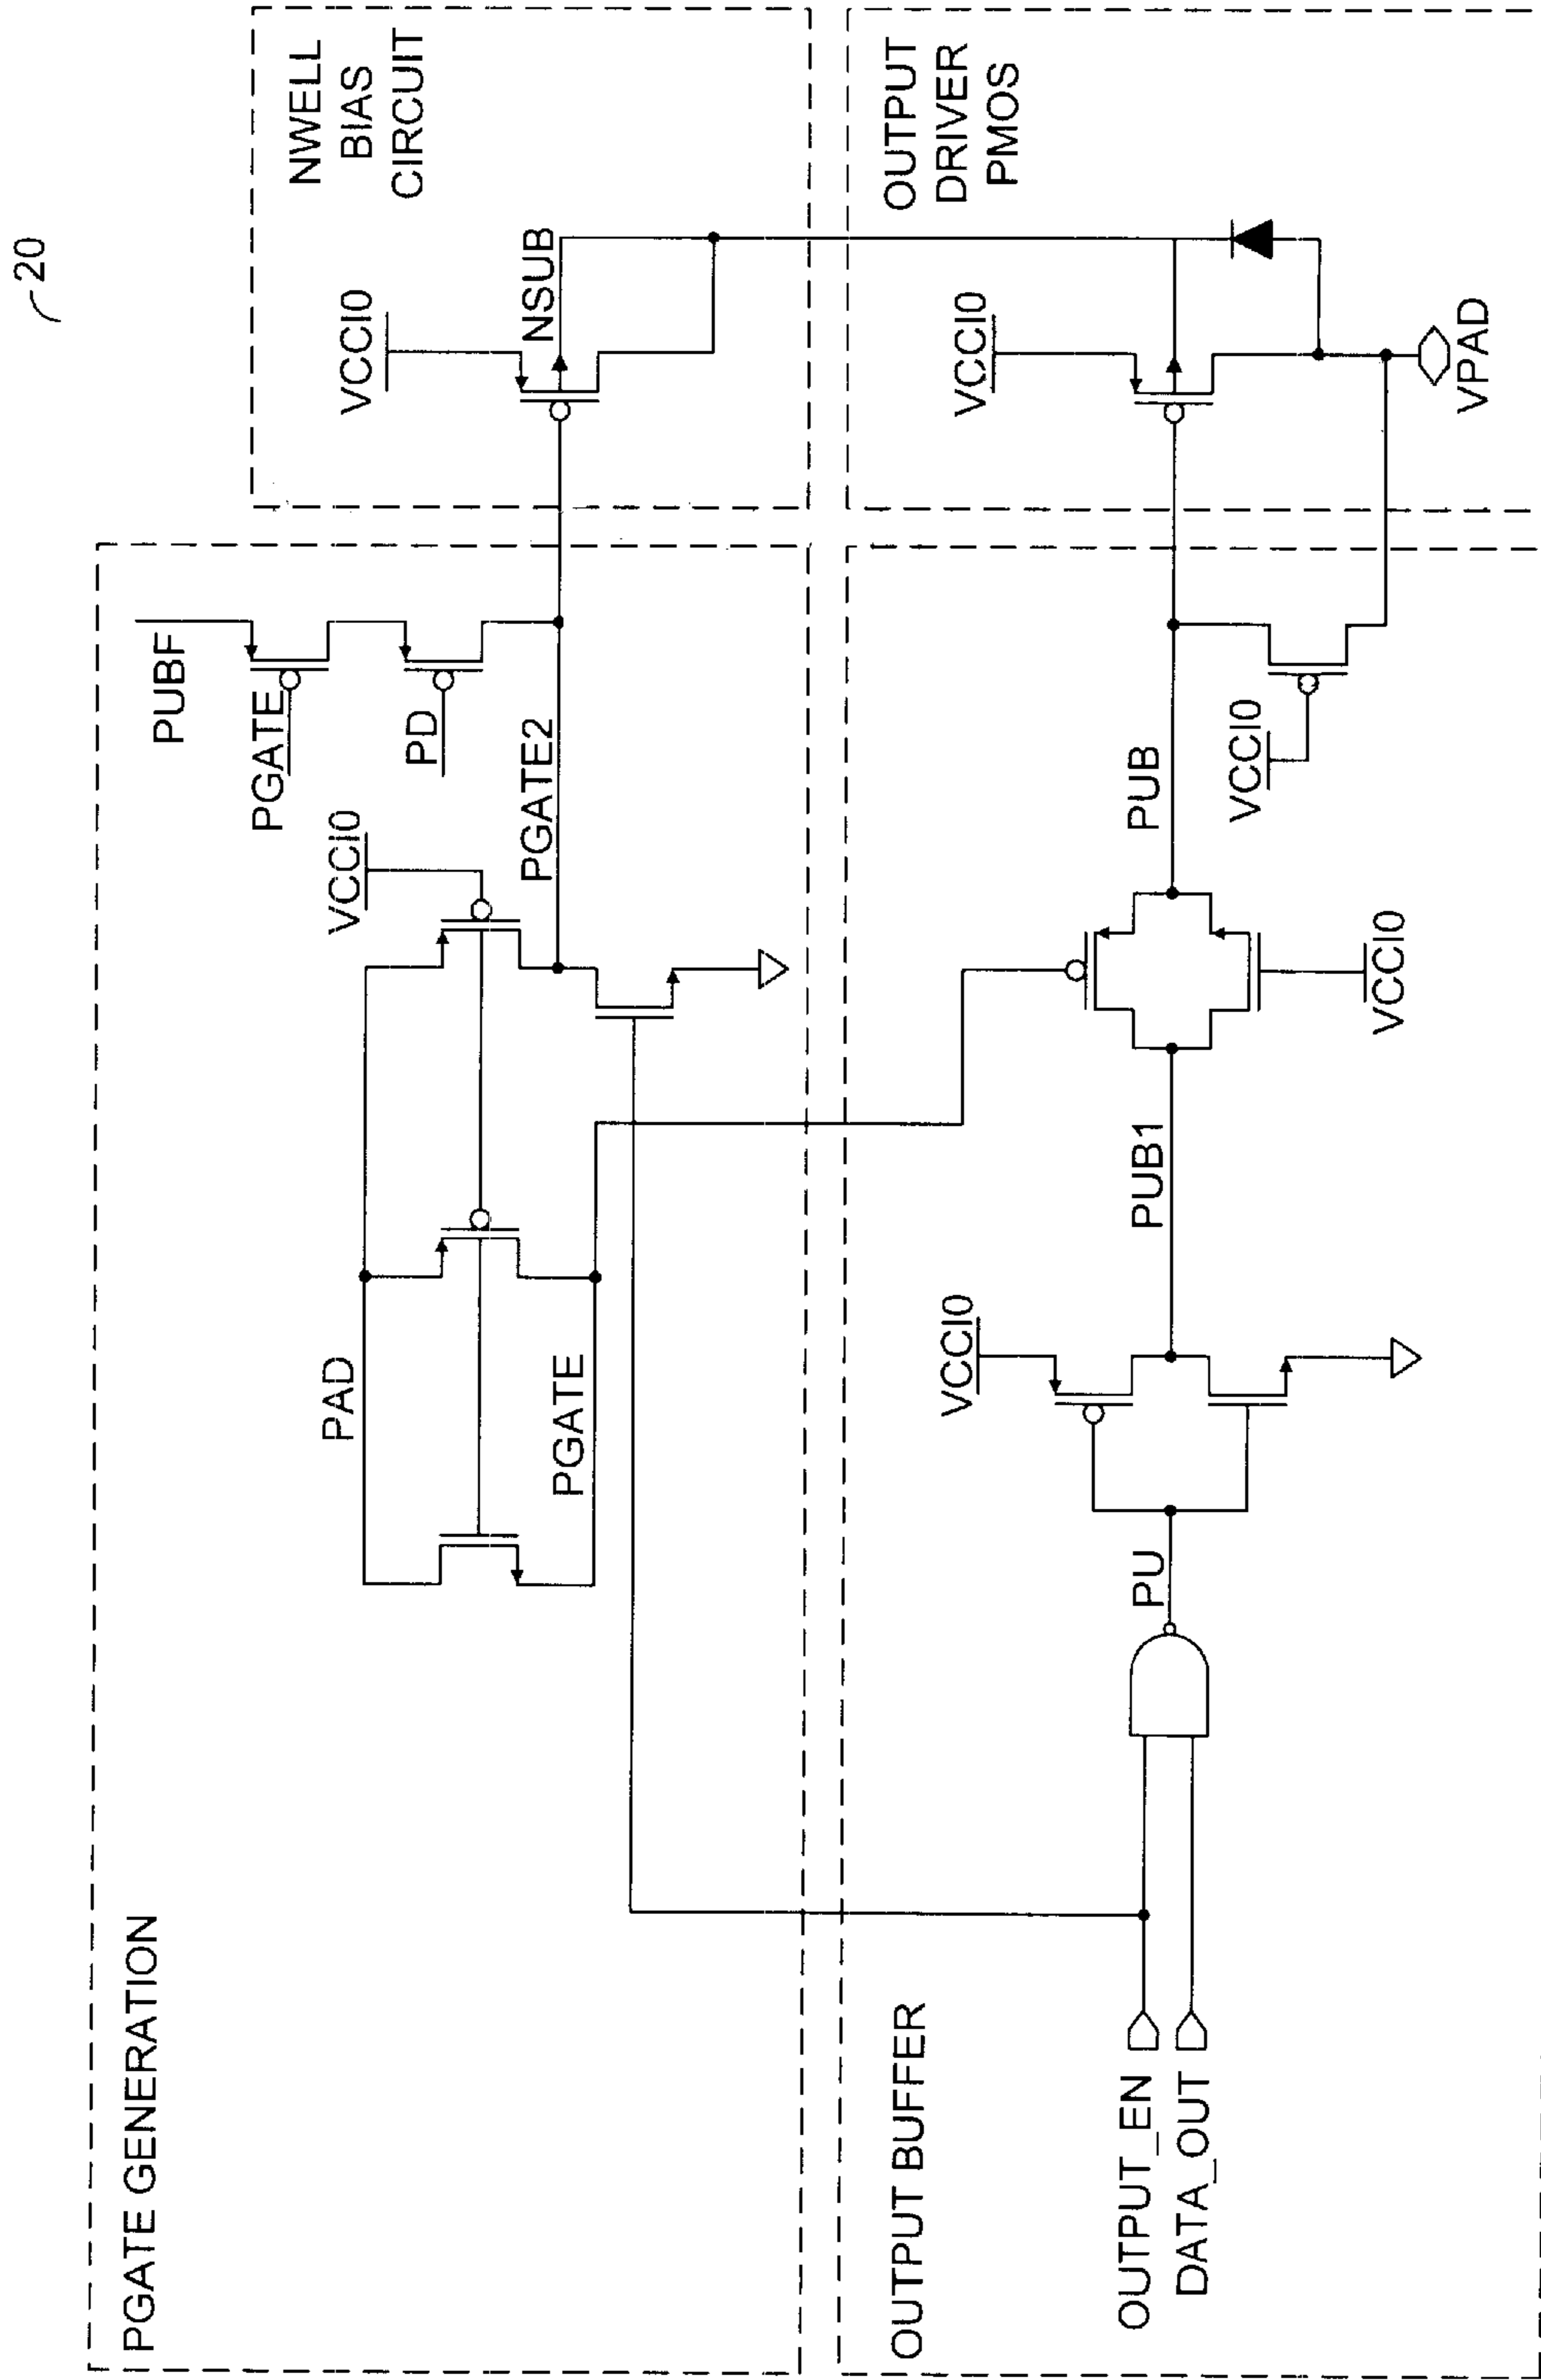 20
PGATE GENERATION
PUBF
PGATE
PD
VCCI0
PAD
PGATE
PGATE2
NWELL
BIAS
CIRCUIT
VCCI0
NSUB
OUTPUT BUFFER
OUTPUT_EN
DATA_OUT
PU
VCCI0
PUB1
VCCI0
PUB
VCCI0
OUTPUT
DRIVER
PMOS
VCCI0
VPAD